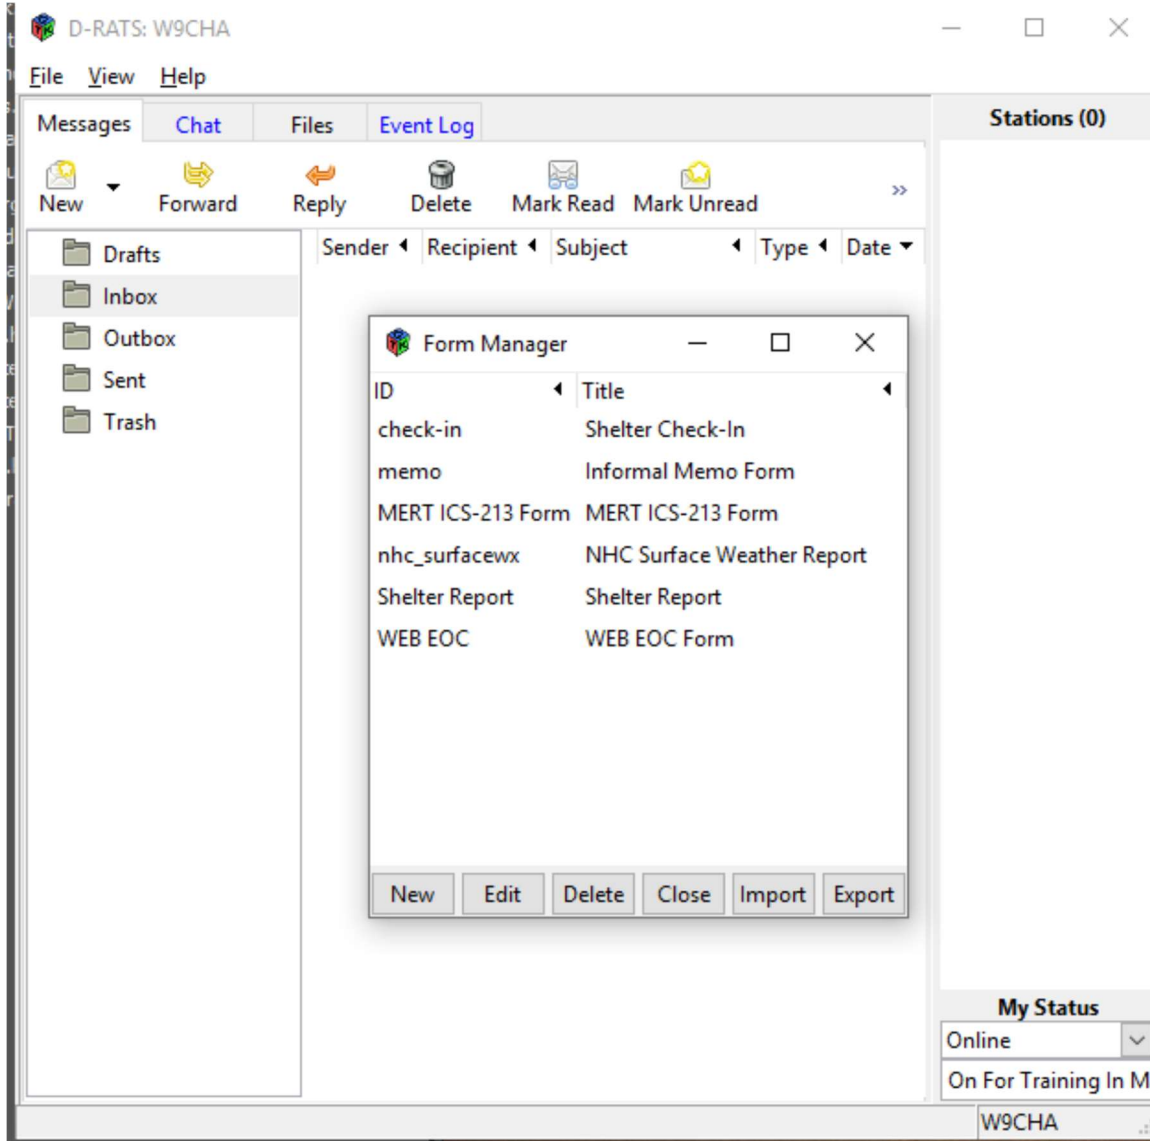 D-RATS: W9CHA
File View Help
Messages Chat Files Event Log
Stations (0)
New Forward Reply Delete Mark Read Mark Unread »
Sender Recipient Subject Type Date
Drafts
Inbox
Outbox
Sent
Trash
Form Manager
ID Title
check-in Shelter Check-In
memo Informal Memo Form
MERT ICS-213 Form MERT ICS-213 Form
nhc_surfacewx NHC Surface Weather Report
Shelter Report Shelter Report
WEB EOC WEB EOC Form
New Edit Delete Close Import Export
My Status
Online
On For Training In M
W9CHA